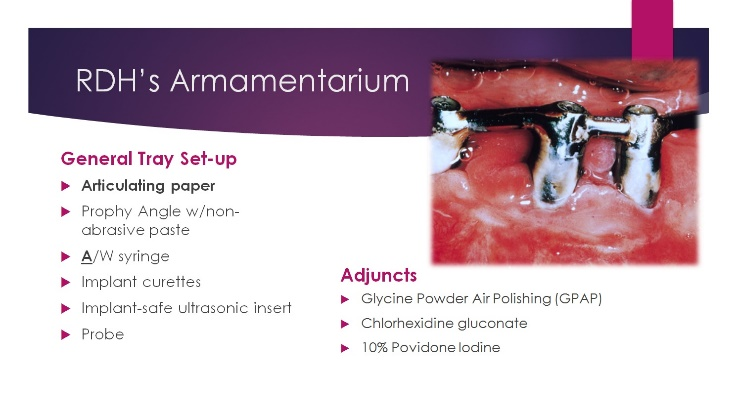 RDH's Armamentarium
General Tray Set-up
Articulating paper
Prophy Angle w/non-
abrasive paste
A/W syringe
Implant curettes
Implant-safe ultrasonic insert
Probe
Adjuncts
Glycine Powder Air Polishing (GPAP)
Chlorhexidine gluconate
10% Povidone Iodine